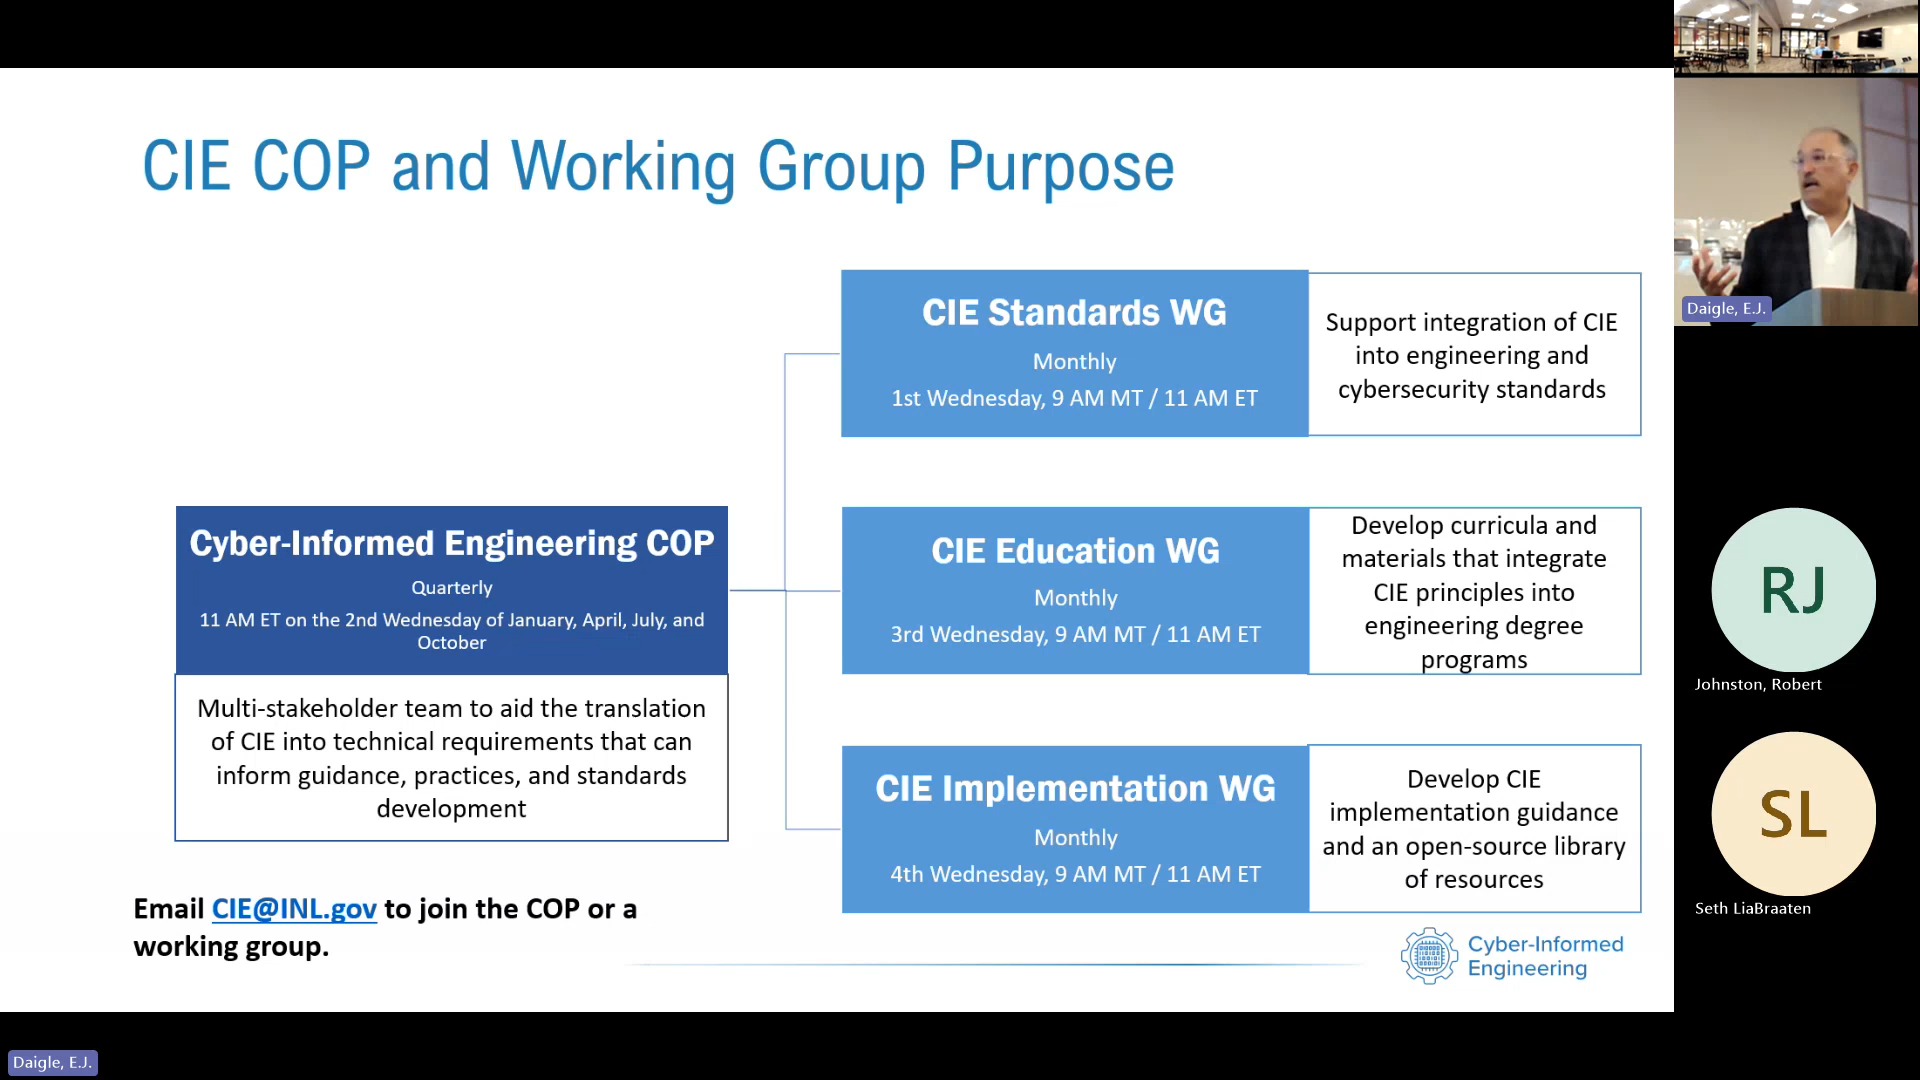 CIE COP and Working Group Purpose
CIE Standards WG
Monthly
1st Wednesday, 9 AM MT / 11 AM ET
Support integration of CIE
into engineering and
cybersecurity standards
Cyber-Informed Engineering COP
Quarterly
11 AM ET on the 2nd Wednesday of January, April, July, and
October
Multi-stakeholder team to aid the translation
of CIE into technical requirements that can
inform guidance, practices, and standards
development
CIE Education WG
Monthly
3rd Wednesday, 9 AM MT / 11 AM ET
Develop curricula and
materials that integrate
CIE principles into
engineering degree
programs
CIE Implementation WG
Monthly
4th Wednesday, 9 AM MT / 11 AM ET
Develop CIE
implementation guidance
and an open-source library
of resources
Email CIE@INL.gov to join the COP or a
working group.
Cyber-Informed
Engineering
Daigle, E.J.
RJ
Johnston, Robert
SL
Seth LiaBraaten
Daigle, E.J.